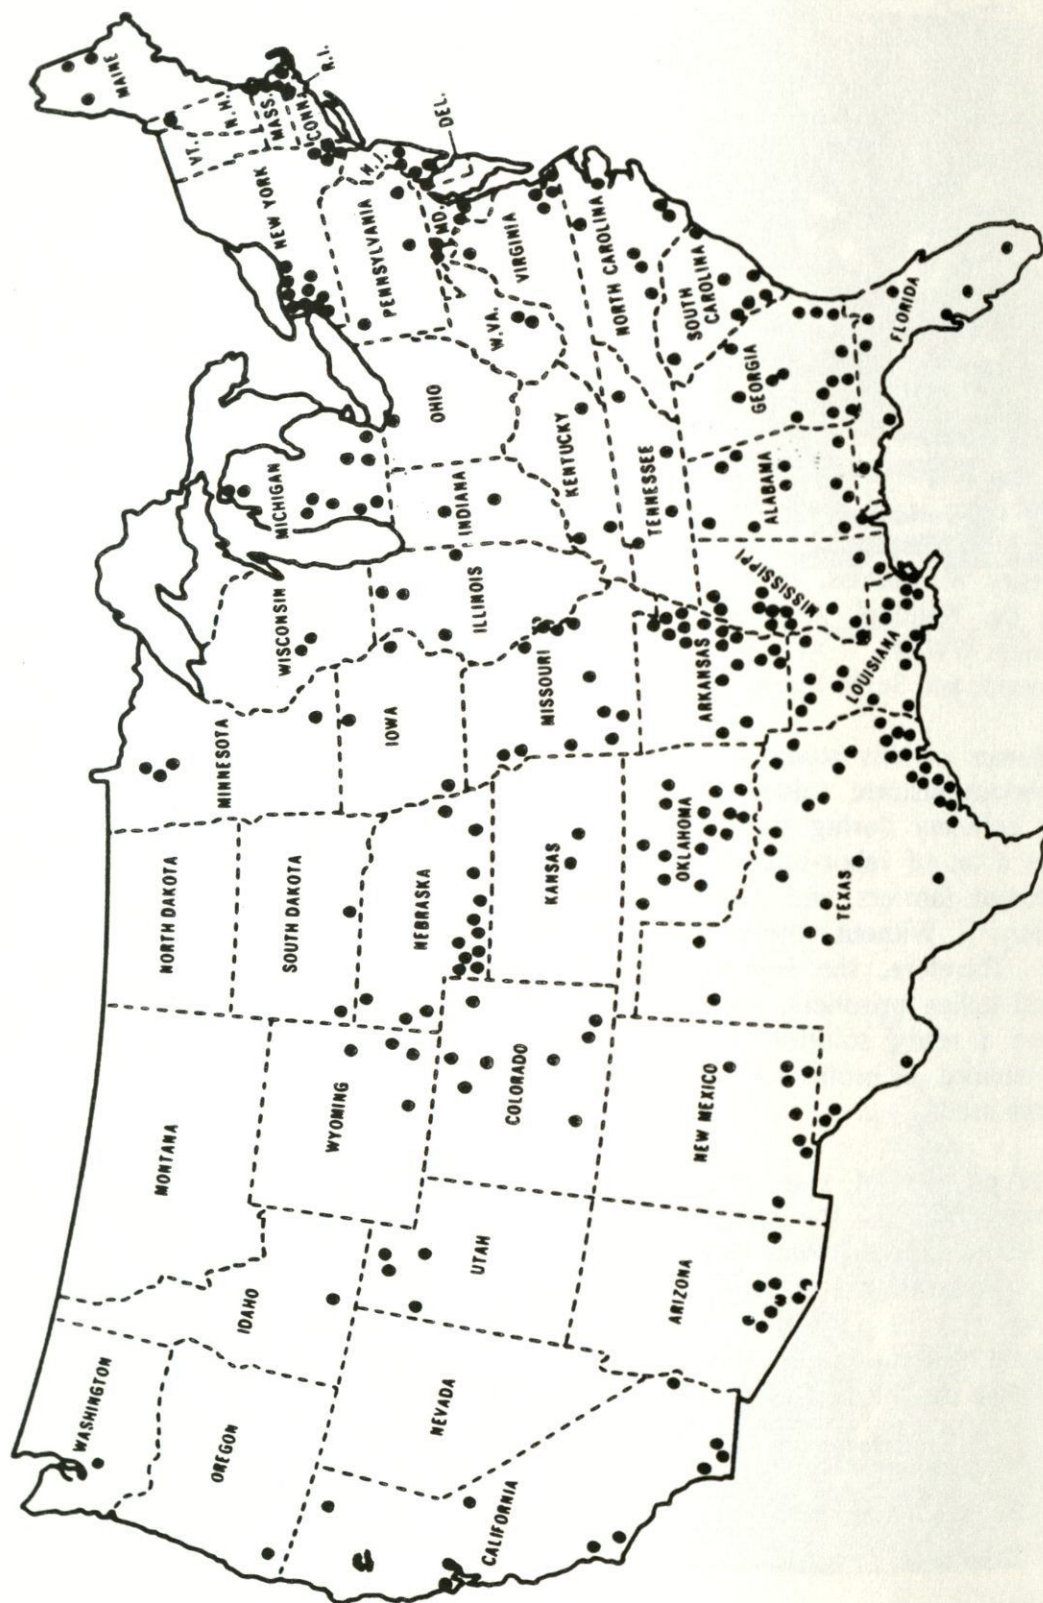 WASHINGTON
OREGON
CALIFORNIA
NEVADA
IDAHO
MONTANA
WYOMING
UTAH
ARIZONA
COLORADO
NEW MEXICO
NORTH DAKOTA
SOUTH DAKOTA
NEBRASKA
KANSAS
OKLAHOMA
TEXAS
MINNESOTA
IOWA
MISSOURI
ARKANSAS
LOUISIANA
WISCONSIN
ILLINOIS
MICHIGAN
INDIANA
OHIO
KENTUCKY
TENNESSEE
MISSISSIPPI
ALABAMA
GEORGIA
FLORIDA
SOUTH
CAROLINA
NORTH CAROLINA
VIRGINIA
W.VA.
MD.
DEL.
PENNSYLVANIA
N.J.
NEW YORK
CONN.
R.I.
MASS.
VT.
N.H.
MAINE